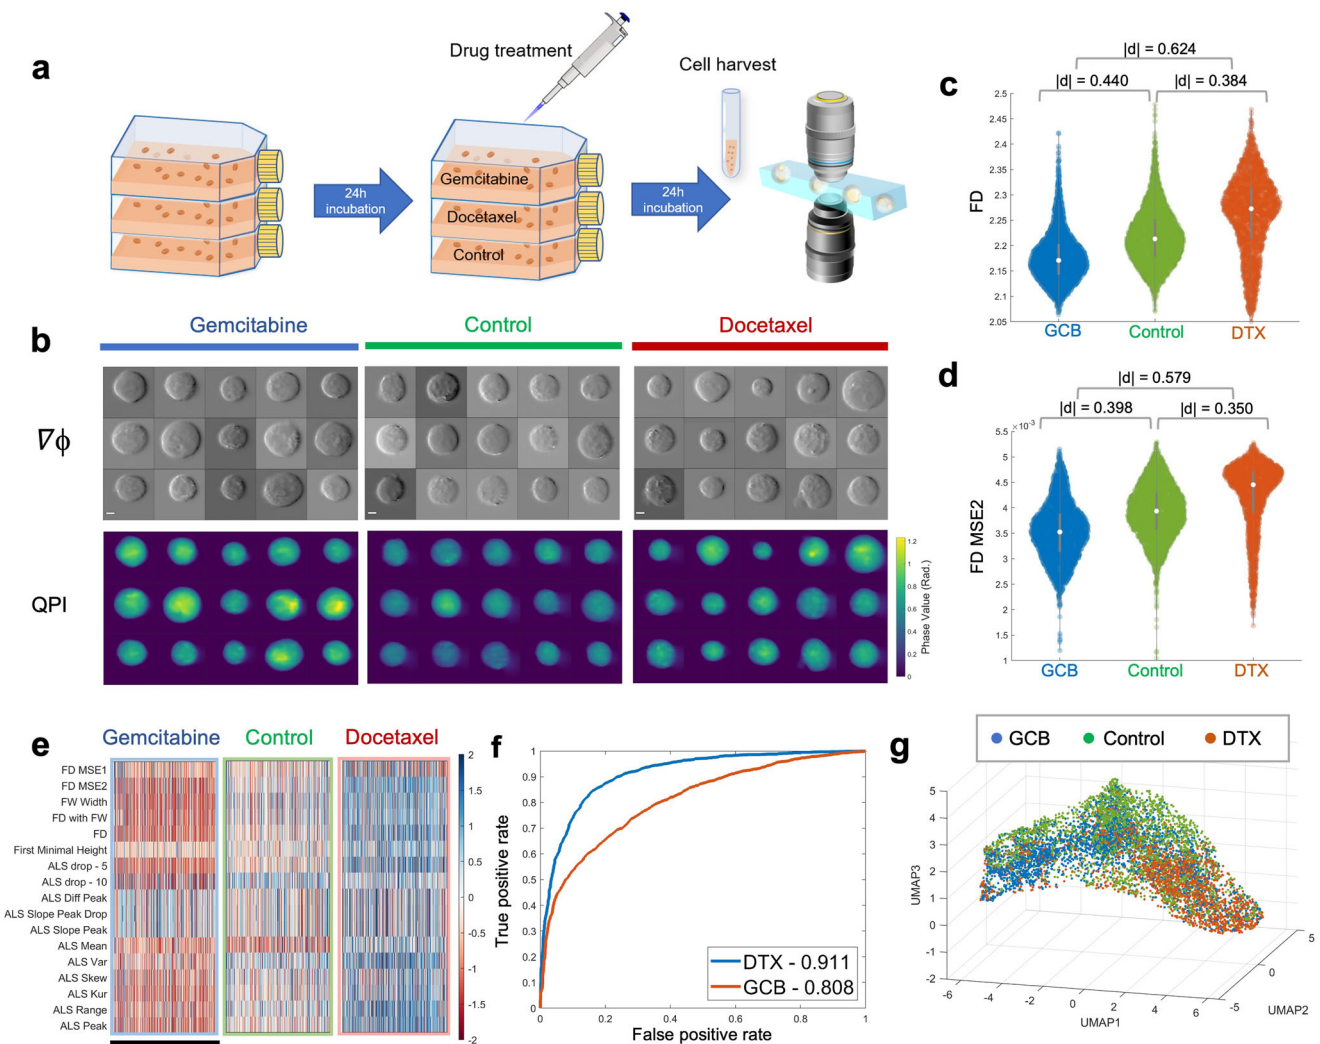 a
Drug treatment
Cell harvest
24h
incubation
Gemcitabine
Docetaxel
Control
24h
incubation
b
Gemcitabine
Control
Docetaxel
∇ϕ
QPI
1.2
1
0.8
0.6
0.4
0.2
0
Phase Value (Rad.)
c
|d| = 0.624
|d| = 0.440
|d| = 0.384
2.5
2.45
2.4
2.35
2.3
2.25
2.2
2.15
2.1
2.05
FD
GCB
Control
DTX
d
|d| = 0.579
|d| = 0.398
|d| = 0.350
×10⁻³
5.5
5
4.5
4
3.5
3
2.5
2
1.5
1
FD MSE2
GCB
Control
DTX
e
Gemcitabine
Control
Docetaxel
FD MSE1
FD MSE2
FW Width
FD with FW
FD
First Minimal Height
ALS drop - 5
ALS drop - 10
ALS Diff Peak
ALS Slope Peak Drop
ALS Slope Peak
ALS Mean
ALS Var
ALS Skew
ALS Kur
ALS Range
ALS Peak
2
1.5
1
0.5
0
-0.5
-1
-1.5
-2
f
1
0.9
0.8
0.7
0.6
0.5
0.4
0.3
0.2
0.1
0
True positive rate
DTX - 0.911
GCB - 0.808
0
0.2
0.4
0.6
0.8
1
False positive rate
g
GCB
Control
DTX
5
4
3
2
1
0
-1
-2
UMAP3
-6
-4
-2
0
2
4
6
UMAP1
-5
0
5
UMAP2